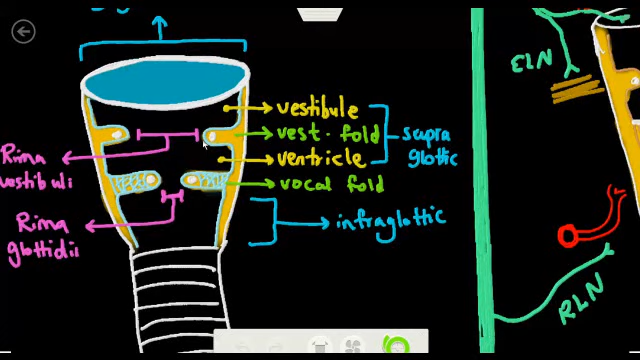 vestibule
vest. fold
ventricle
vocal fold
supra
glottic
infraglottic
Rima
vestibuli
Rima
glottidis
ELN
RLN